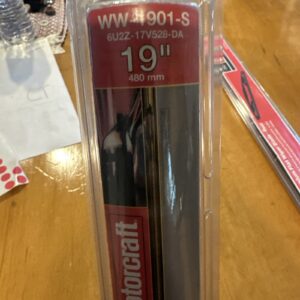 WW-1901-S
6U2Z-17V528-DA
19"
480 mm
otorcraft